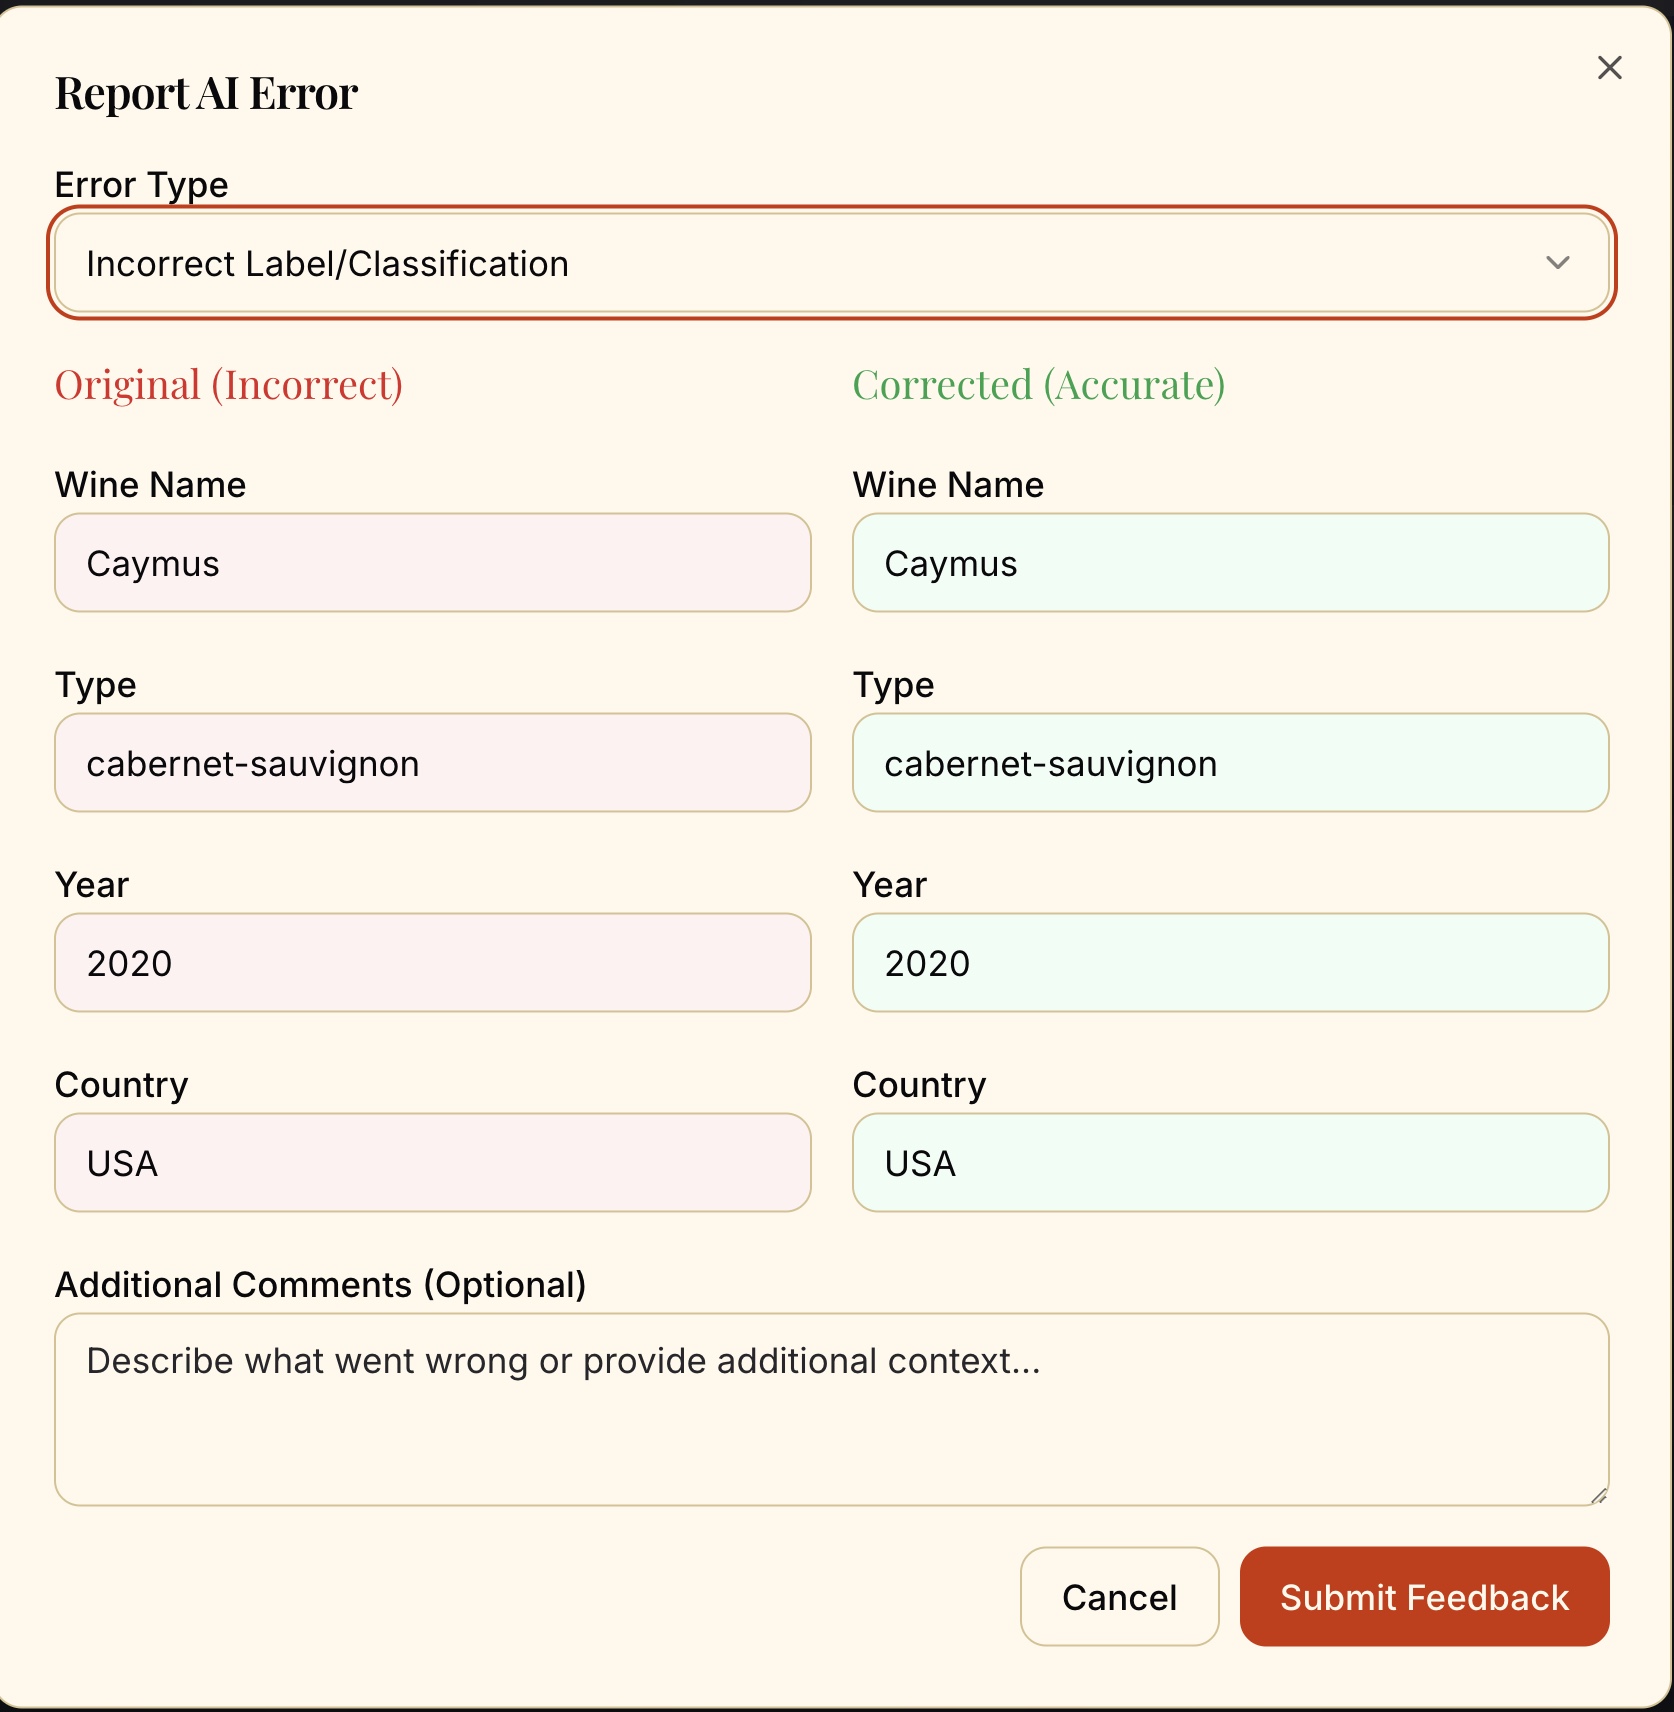 Report AI Error
Error Type
Incorrect Label/Classification
Original (Incorrect)
Corrected (Accurate)
Wine Name
Wine Name
Caymus
Caymus
Type
Type
cabernet-sauvignon
cabernet-sauvignon
Year
Year
2020
2020
Country
Country
USA
USA
Additional Comments (Optional)
Describe what went wrong or provide additional context...
Cancel
Submit Feedback